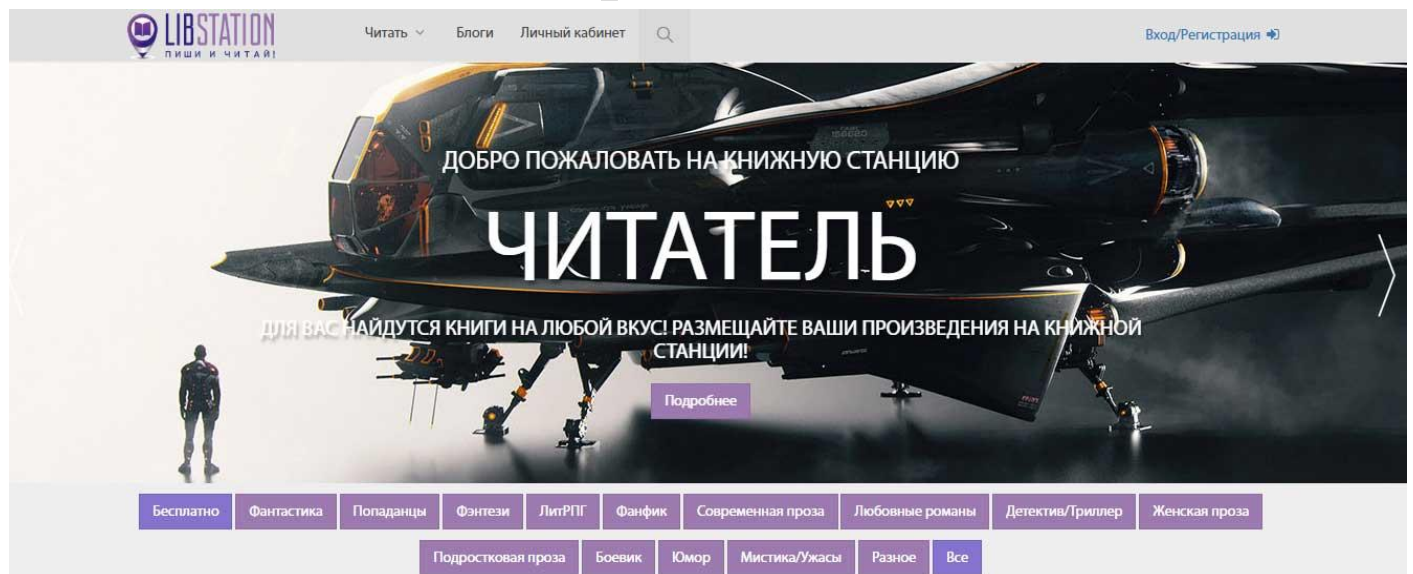 LIBSTATION
ПИШИ И ЧИТАЙ!
Читать
Блоги
Личный кабинет
Вход/Регистрация
ДОБРО ПОЖАЛОВАТЬ НА КНИЖНУЮ СТАНЦИЮ
ЧИТАТЕЛЬ
ДЛЯ ВАС НАЙДУТСЯ КНИГИ НА ЛЮБОЙ ВКУС! РАЗМЕЩАЙТЕ ВАШИ ПРОИЗВЕДЕНИЯ НА КНИЖНОЙ
СТАНЦИИ!
Подробнее
Бесплатно
Фантастика
Попаданцы
Фэнтези
ЛитРПГ
Фанфик
Современная проза
Любовные романы
Детектив/Триллер
Женская проза
Подростковая проза
Боевик
Юмор
Мистика/Ужасы
Разное
Все